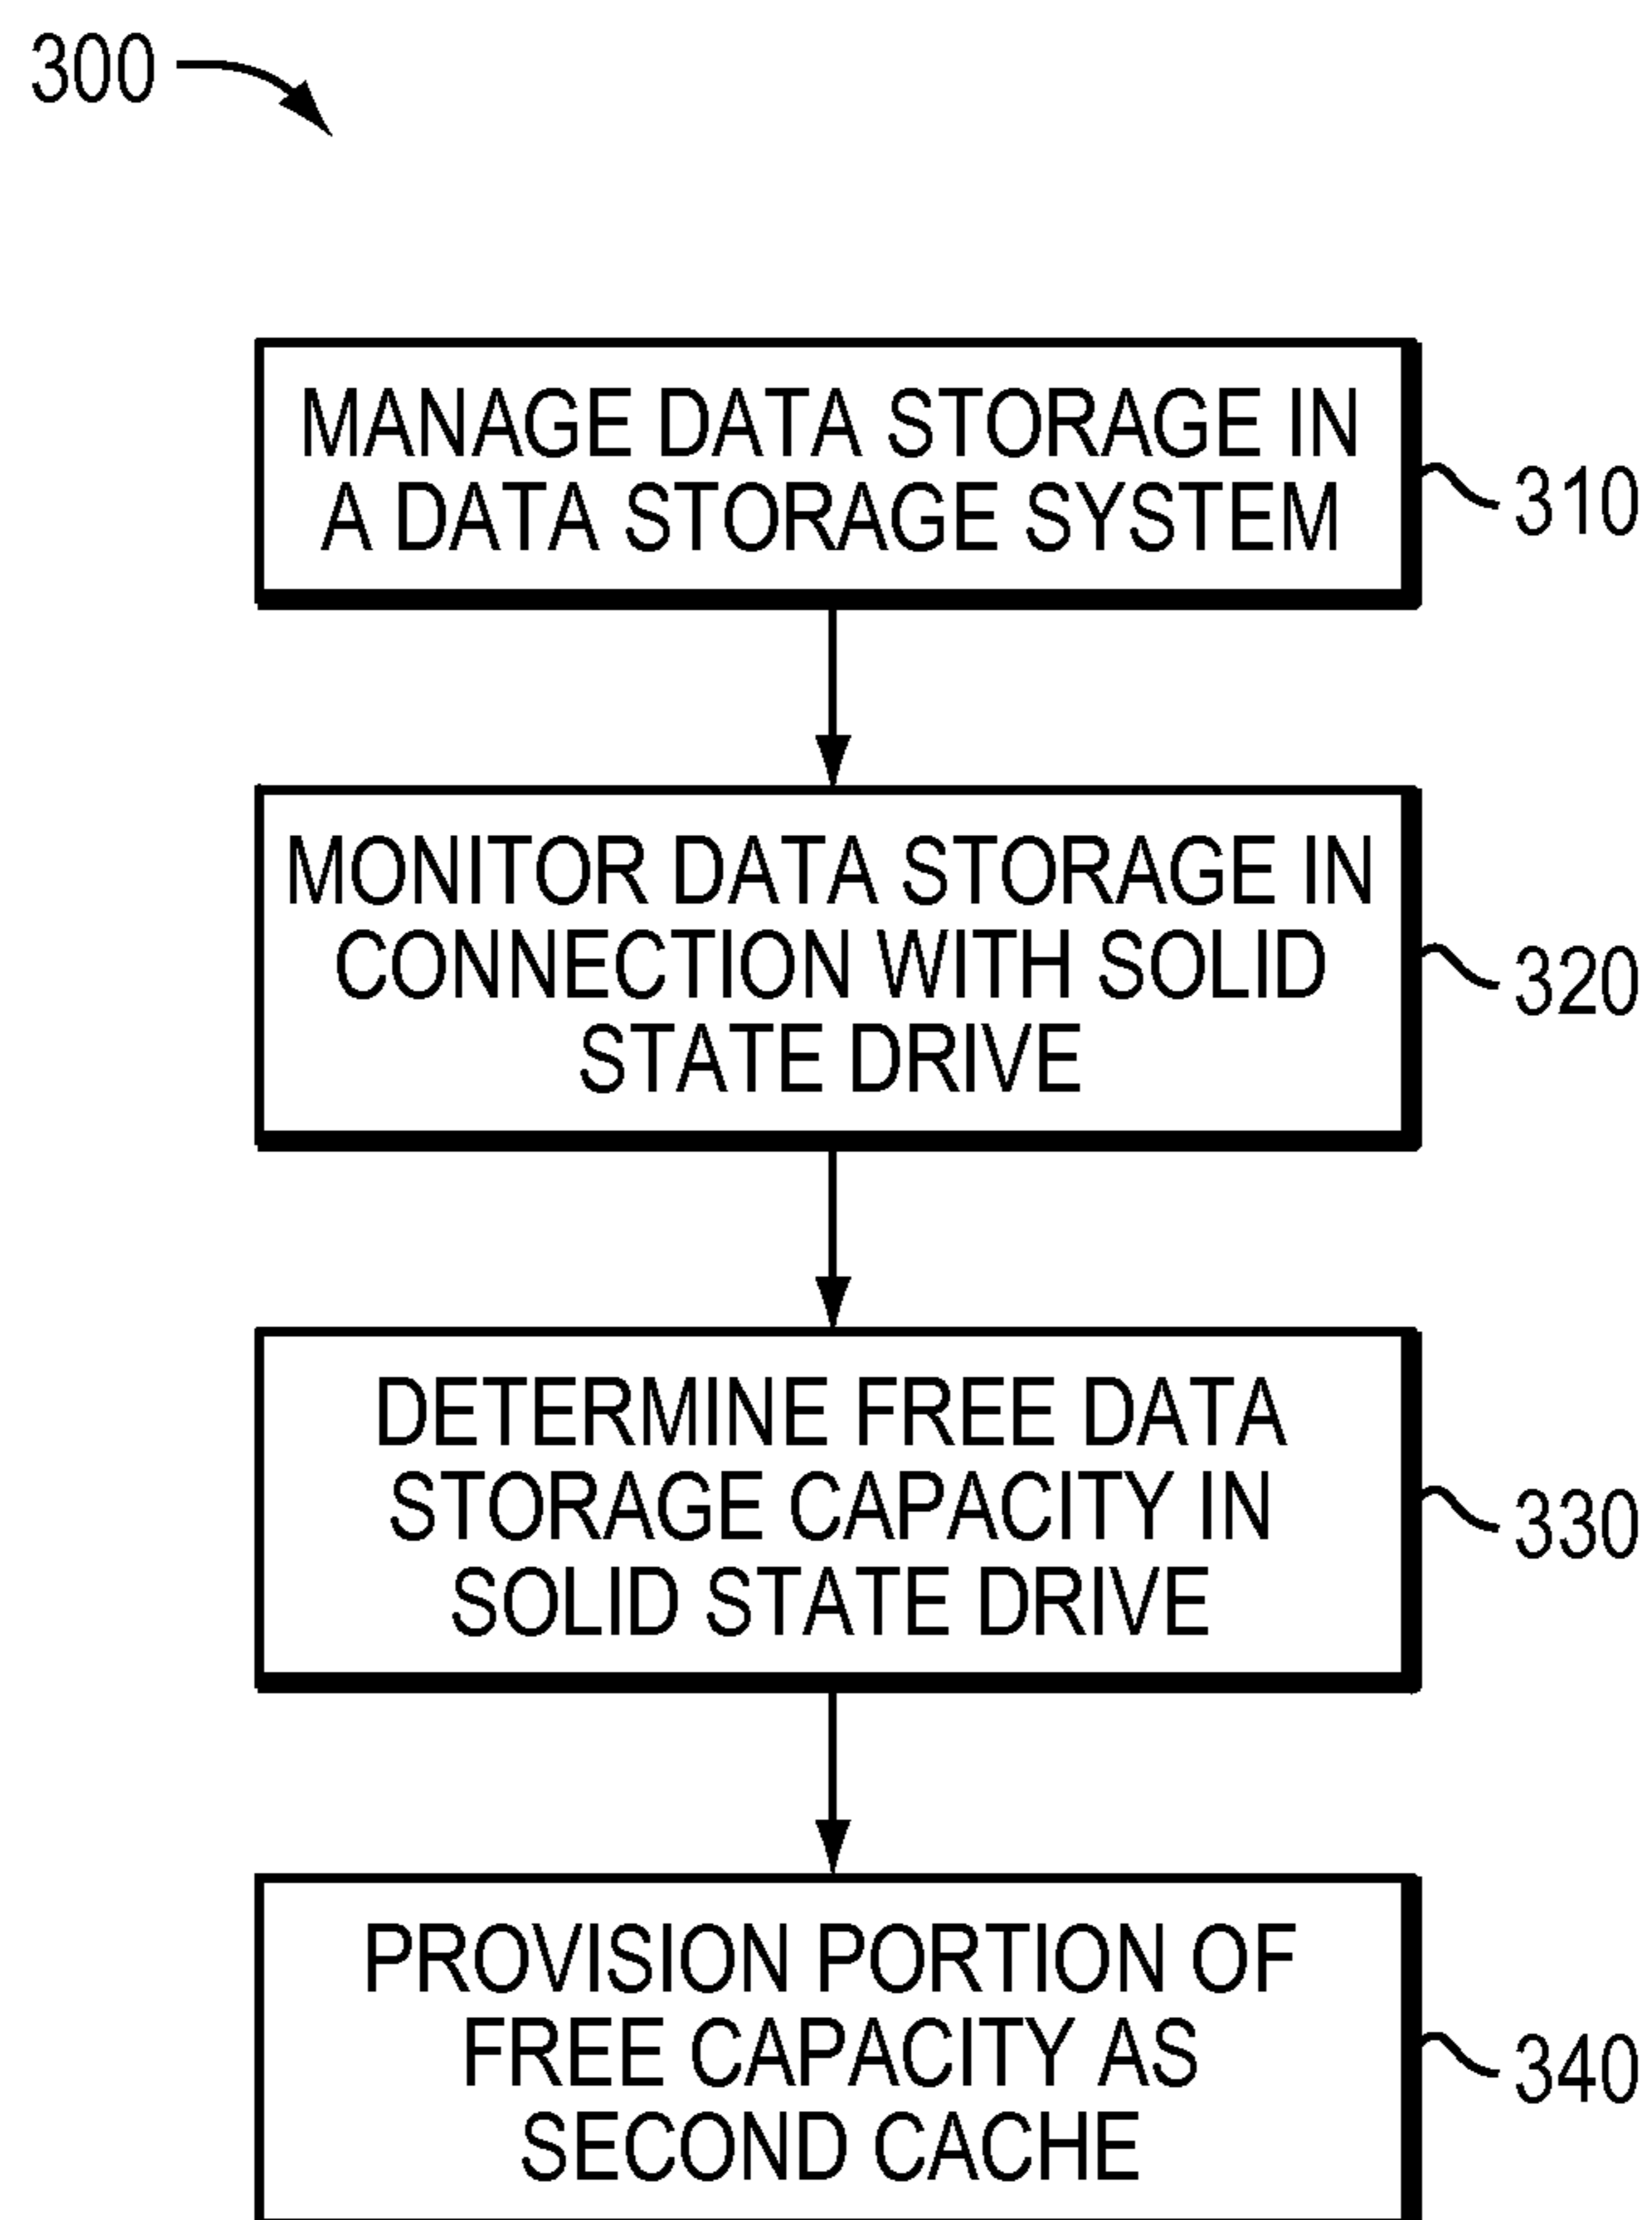 300
MANAGE DATA STORAGE IN
A DATA STORAGE SYSTEM
310
MONITOR DATA STORAGE IN
CONNECTION WITH SOLID
STATE DRIVE
320
DETERMINE FREE DATA
STORAGE CAPACITY IN
SOLID STATE DRIVE
330
PROVISION PORTION OF
FREE CAPACITY AS
SECOND CACHE
340